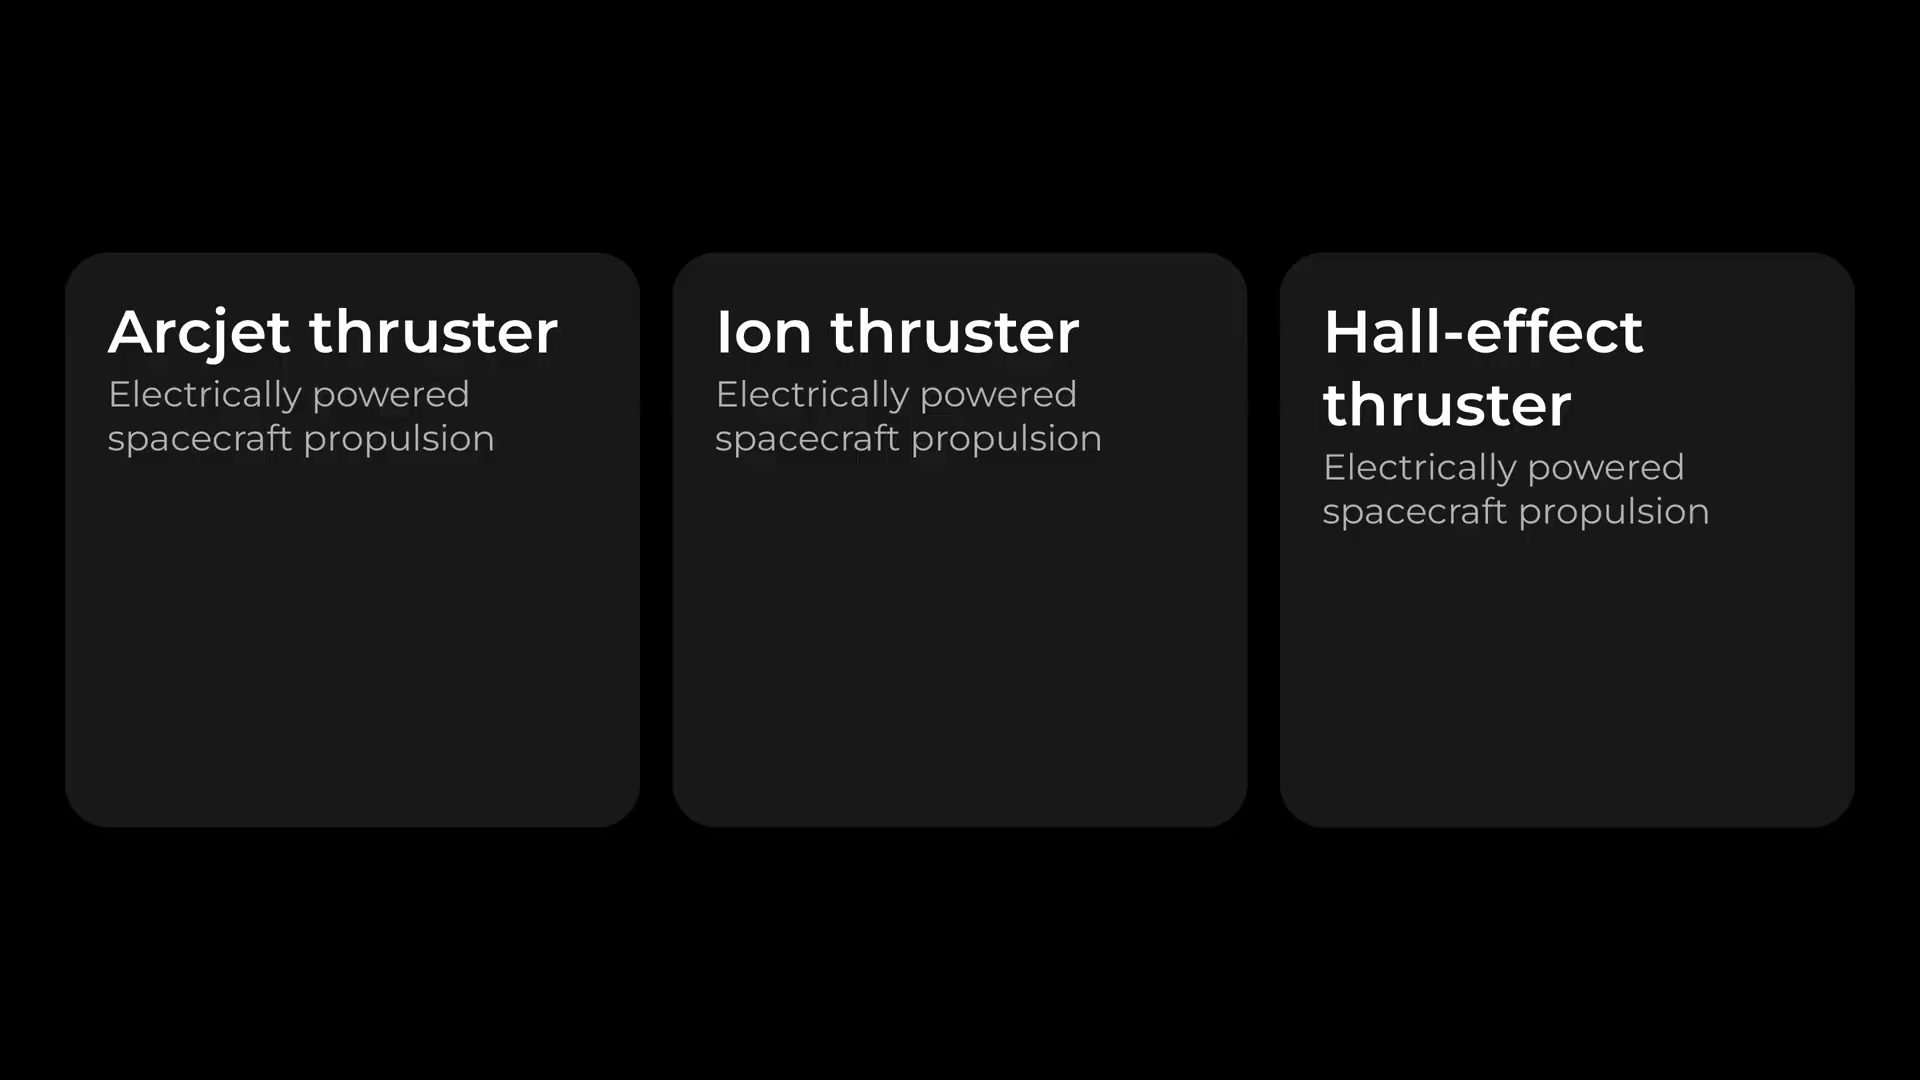 Arcjet thruster
Electrically powered
spacecraft propulsion
Ion thruster
Electrically powered
spacecraft propulsion
Hall-effect
thruster
Electrically powered
spacecraft propulsion